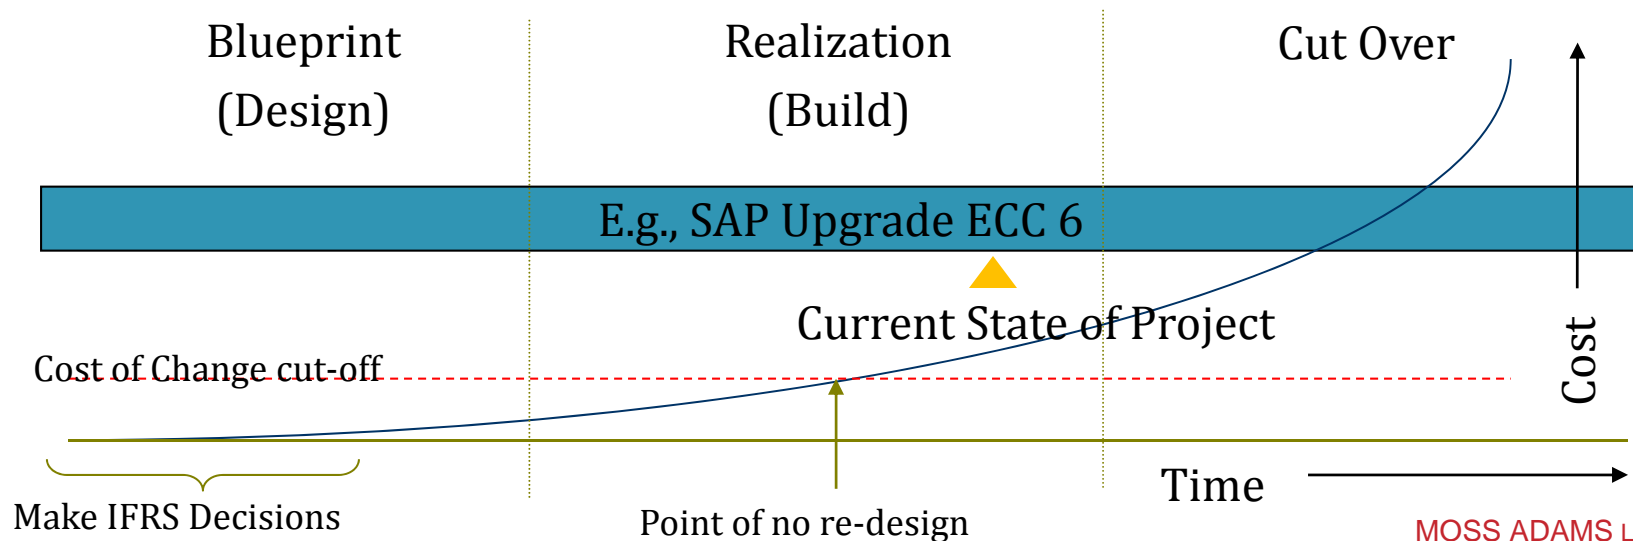 Blueprint
(Design)
Realization
(Build)
Cut Over
E.g., SAP Upgrade ECC 6
Current State of Project
Cost of Change cut-off
Cost
Time
Make IFRS Decisions
Point of no re-design
MOSS ADAMS L